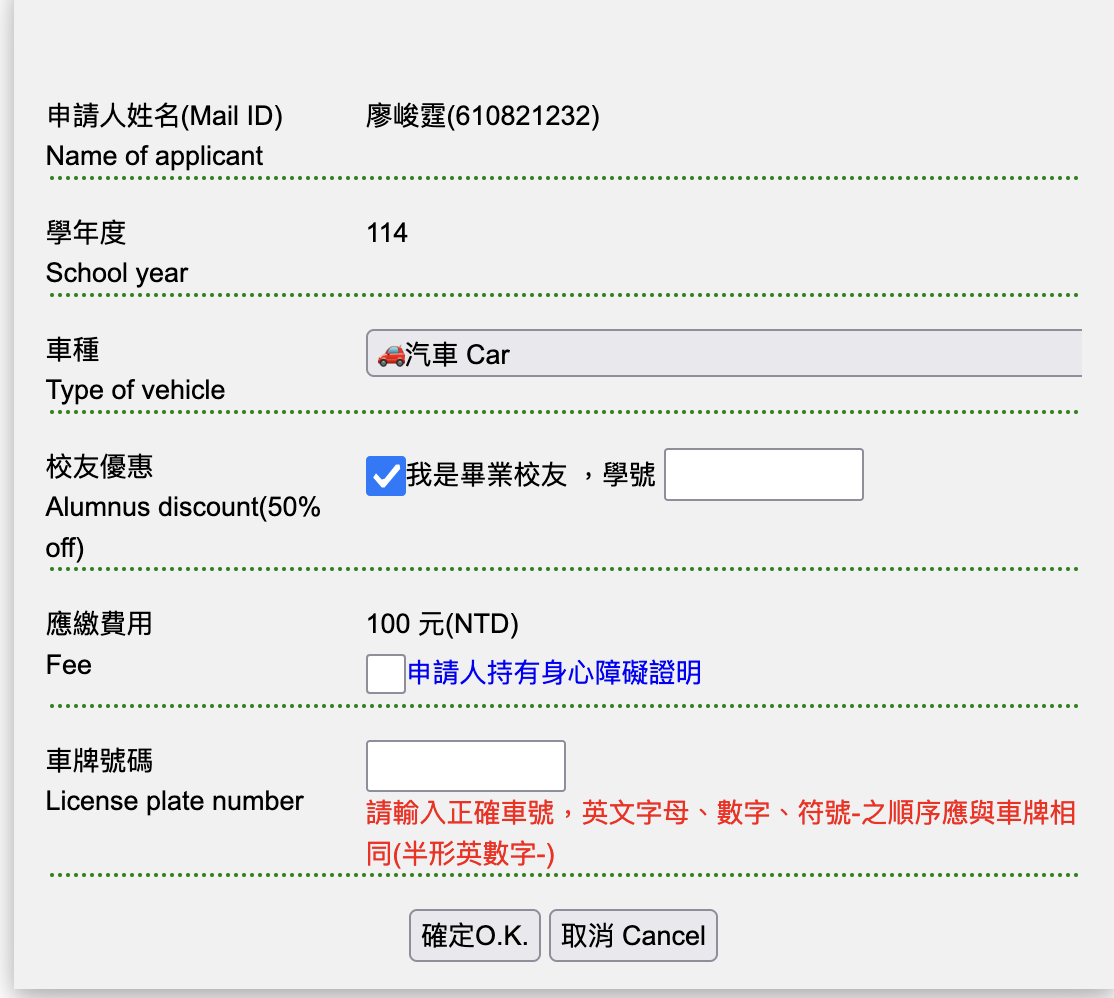 申請人姓名(Mail ID)
Name of applicant
廖峻霆(610821232)
學年度
School year
114
車種
Type of vehicle
🚗汽車 Car
校友優惠
Alumnus discount(50%
off)
我是畢業校友 ，學號
應繳費用
Fee
100 元(NTD)
申請人持有身心障礙證明
車牌號碼
License plate number
請輸入正確車號，英文字母、數字、符號-之順序應與車牌相
同(半形英數字-)
確定O.K.
取消 Cancel